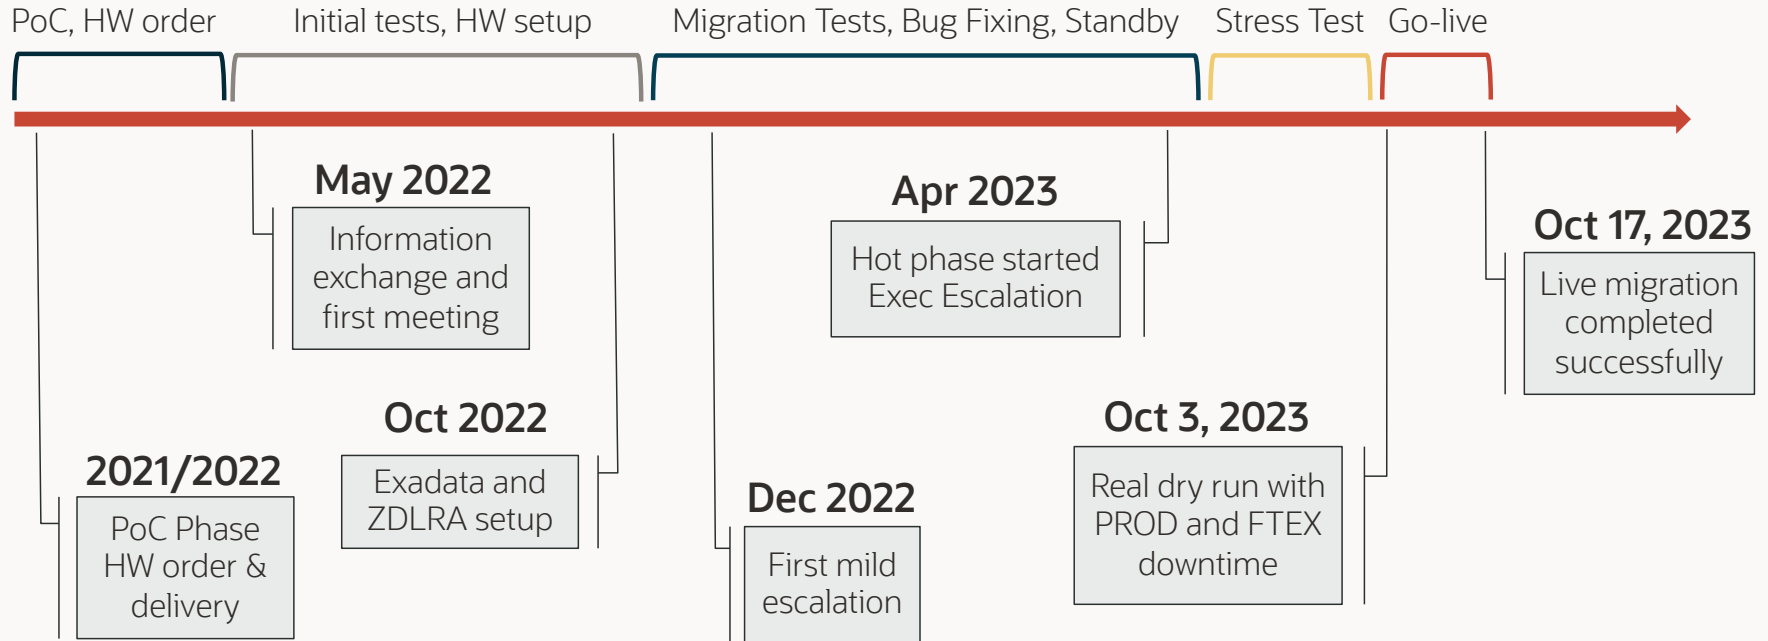 PoC, HW order
Initial tests, HW setup
Migration Tests, Bug Fixing, Standby
Stress Test
Go-live
May 2022
Information
exchange and
first meeting
Apr 2023
Hot phase started
Exec Escalation
Oct 17, 2023
Live migration
completed
successfully
2021/2022
PoC Phase
HW order &
delivery
Oct 2022
Exadata and
ZDLRA setup
Dec 2022
First mild
escalation
Oct 3, 2023
Real dry run with
PROD and FTEX
downtime